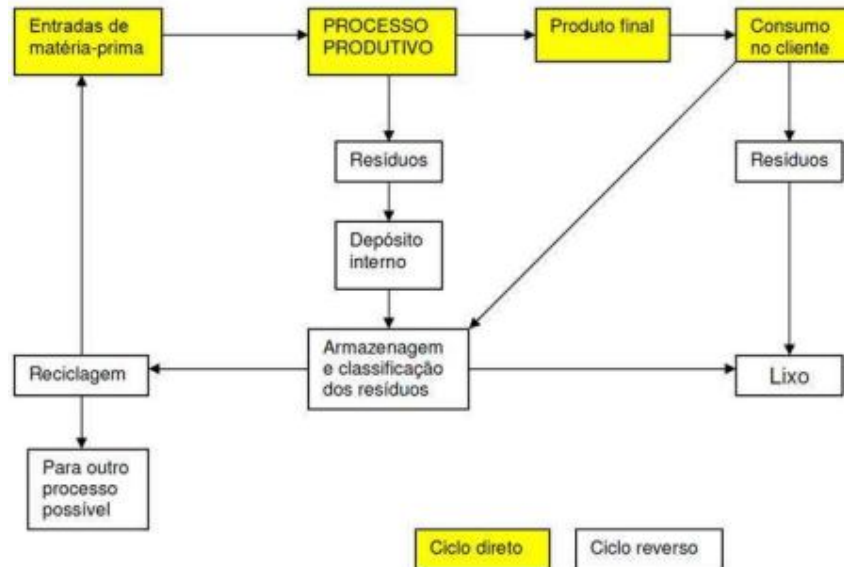 Entradas de
matéria-prima
PROCESSO
PRODUTIVO
Produto final
Consumo
no cliente
Resíduos
Resíduos
Depósito
interno
Armazenagem
e classificação
dos resíduos
Reciclagem
Lixo
Para outro
processo
possível
Ciclo direto
Ciclo reverso